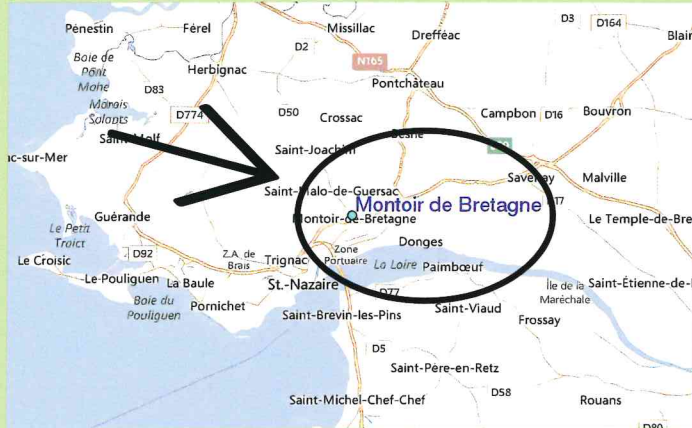 Pénestin
Férel
Missillac
Drefféac
D3
D164
Blain
Baie de
Pont
Mahe
D2
N165
Herbignac
Pontchâteau
D83
Marais
Salants
D774
D50
Crossac
Campbon
D16
Bouvron
Besné
Saint-Joachim
ac-sur-Mer
Saint-Malo-de-Guersac
Savenay
Malville
Montoir de Bretagne
Guérande
Montoir-de-Bretagne
Le Temple-de-Bre
Le Petit
Traict
Donges
D92
Z.A. de
Brais
Trignac
Zone
Portuaire
Le Croisic
La Loire
Paimbœuf
Le-Pouliguen
La Baule
St.-Nazaire
D77
Île de la
Maréchale
Saint-Étienne-de-
Baie du
Pouliguen
Pornichet
Saint-Brevin-les-Pins
Saint-Viaud
Frossay
D5
Saint-Père-en-Retz
D58
Saint-Michel-Chef-Chef
Rouans
D80